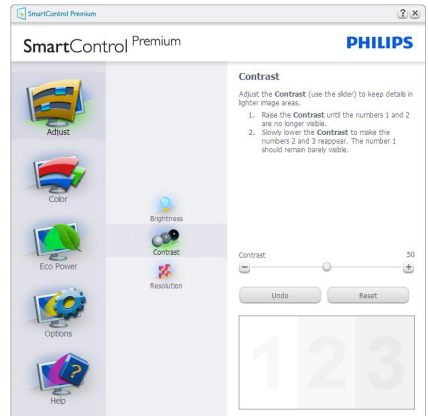 SmartControl Premium
SmartControl Premium
PHILIPS
Adjust
Color
Eco Power
Options
Help
Brightness
Contrast
Resolution
Contrast
Adjust the Contrast (use the slider) to keep details in
lighter image areas.
1. Raise the Contrast until the numbers 1 and 2
are no longer visible.
2. Slowly lower the Contrast to make the
numbers 2 and 3 reappear. The number 1
should remain barely visible.
Contrast 50
Undo Reset
1 2 3